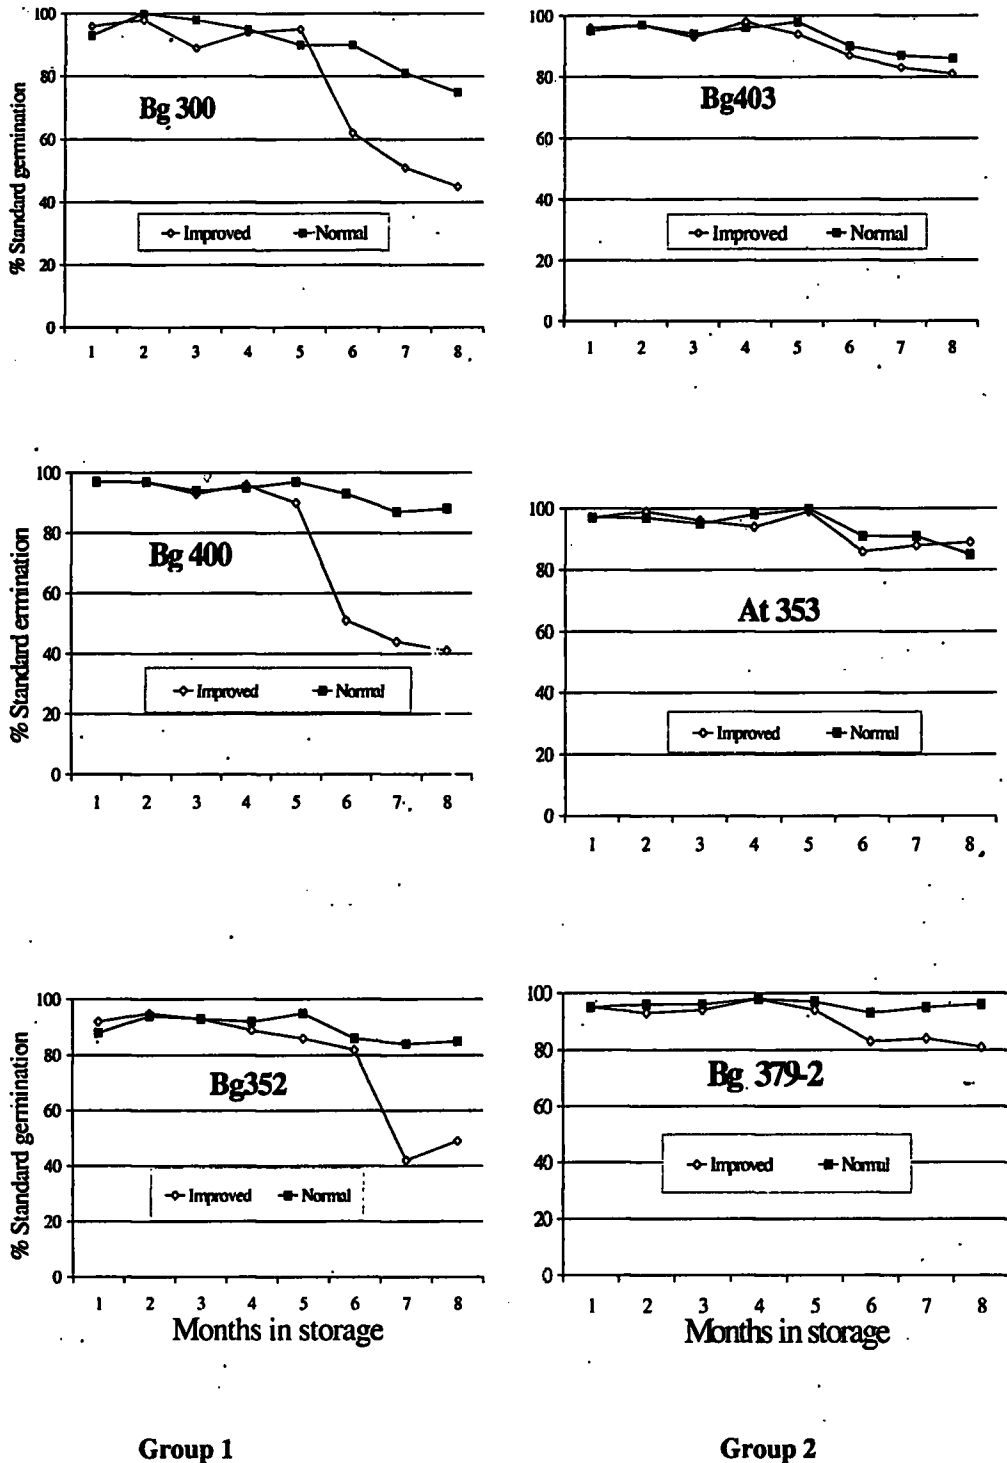 100
80
60
40
20
0
% Standard germination
Bg 300
Improved Normal
1 2 3 4 5 6 7 8
100
80
60
40
20
0
Bg403
Improved Normal
1 2 3 4 5 6 7 8
100
80
60
40
20
0
% Standard ermination
Bg 400
Improved Normal
1 2 3 4 5 6 7 8
100
80
60
40
20
0
At 353
Improved Normal
1 2 3 4 5 6 7 8
100
80
60
40
20
0
% Standard germination
Bg352
Improved Normal
1 2 3 4 5 6 7 8
Months in storage
100
80
60
40
20
0
Bg 379-2
Improved Normal
1 2 3 4 5 6 7 8
Months in storage
Group 1
Group 2